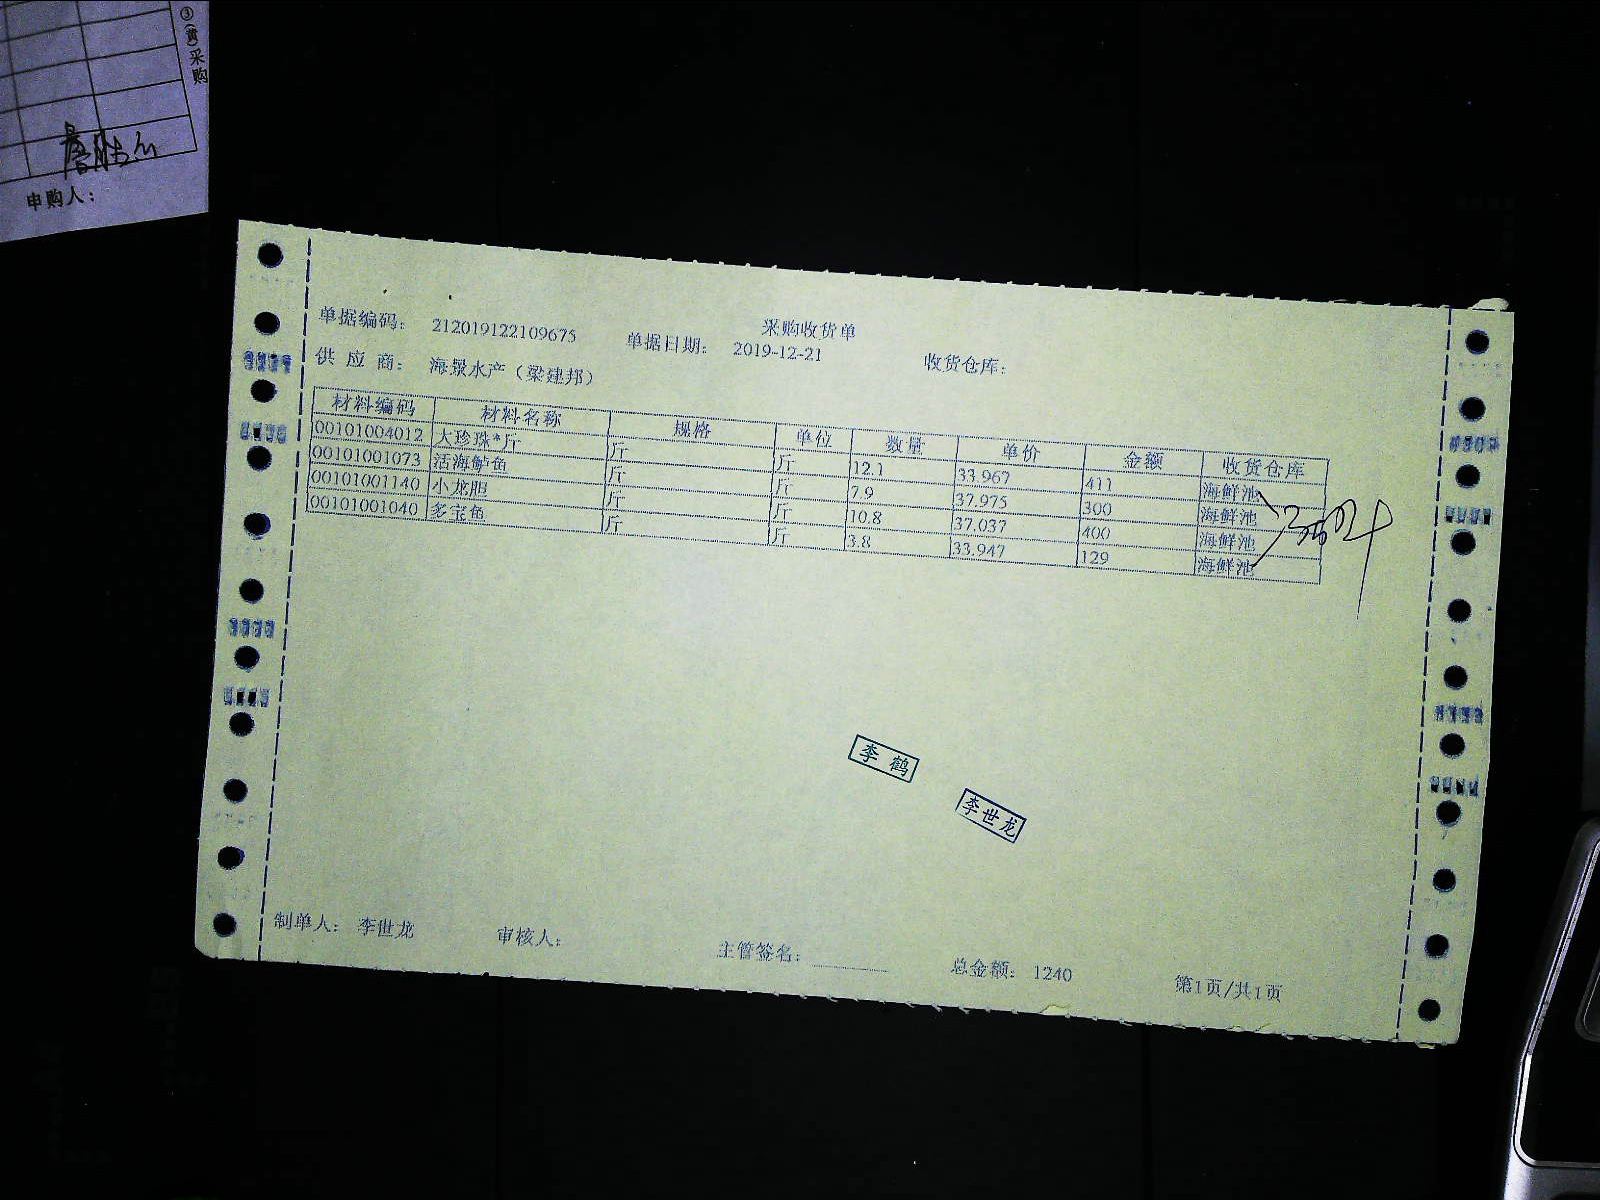 ③(黄)采购
申购人:
采购收货单
单据编码: 212019122109675 单据日期: 2019-12-21 收货仓库:
供 应 商: 海景水产（梁建邦）
材料编码 材料名称 规格 单位 数量 单价 金额 收货仓库
00101004012 大珍珠*斤 斤 斤 12.1 33.967 411 海鲜池
00101001073 活海鲈鱼 斤 斤 7.9 37.975 300 海鲜池
00101001140 小龙胆 斤 斤 10.8 37.037 400 海鲜池
00101001040 多宝鱼 斤 斤 3.8 33.947 129 海鲜池
李鹤
李世龙
制单人: 李世龙 审核人: 主管签名: 总金额: 1240 第1页/共1页